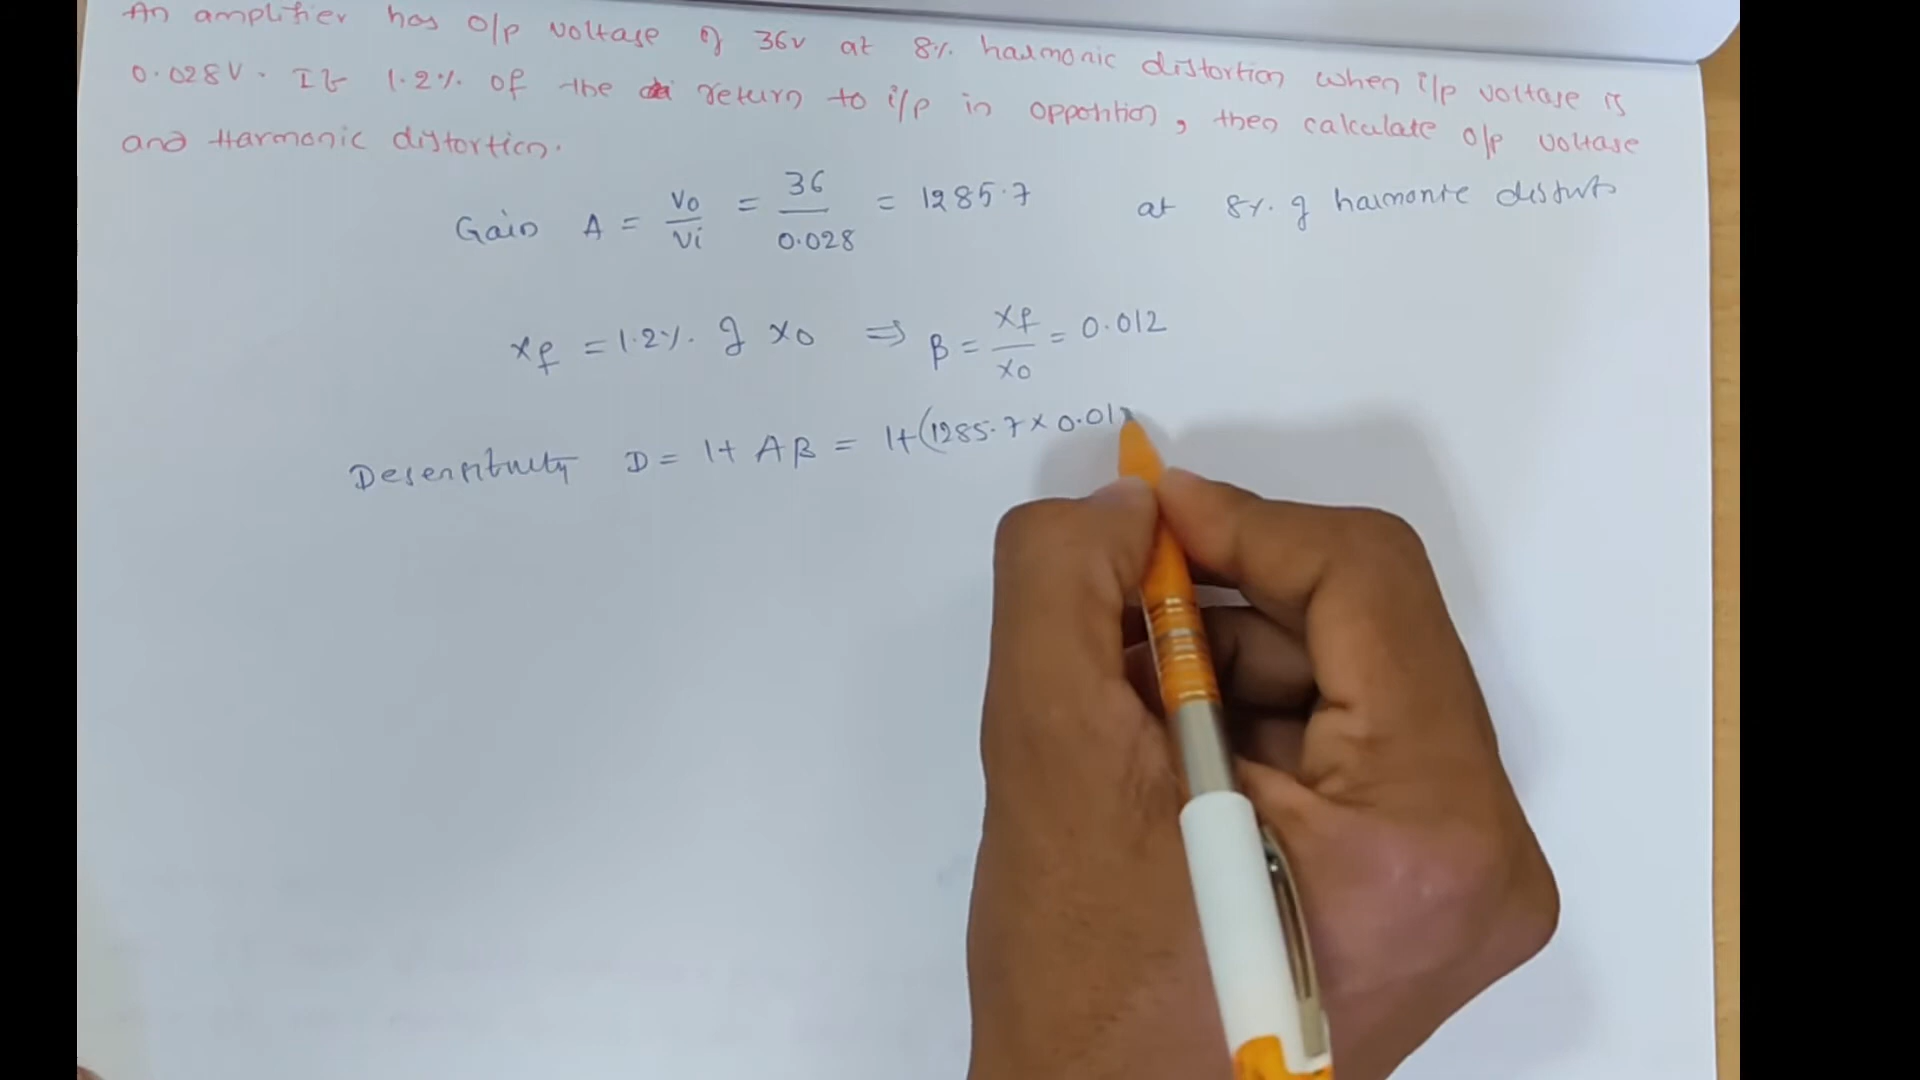 An amplifier has o/p voltage of 36V at 8% harmonic distortion when i/p voltage is
0.028V. If 1.2% of the return to i/p in opposition, then calculate o/p voltage
and Harmonic distortion.
Gain A = Vo/Vi = 36/0.028 = 1285.7 at 8% of harmonic
xf = 1.2% of xo ⇒ β = xf/xo = 0.012
Desensitivity D = 1+ Aβ = 1+(1285.7 × 0.01